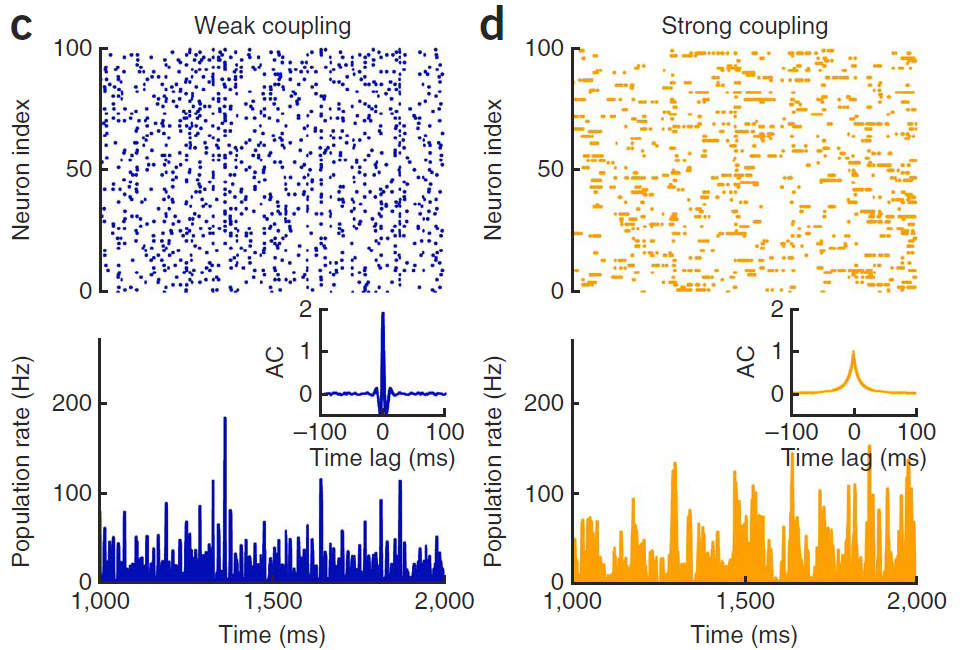 c
Weak coupling
100
50
0
Neuron index
2
1
0
AC
−100
0
100
Time lag (ms)
200
100
0
Population rate (Hz)
1,000
1,500
2,000
Time (ms)
d
Strong coupling
100
50
0
Neuron index
2
1
0
AC
−100
0
100
Time lag (ms)
200
100
0
Population rate (Hz)
1,000
1,500
2,000
Time (ms)